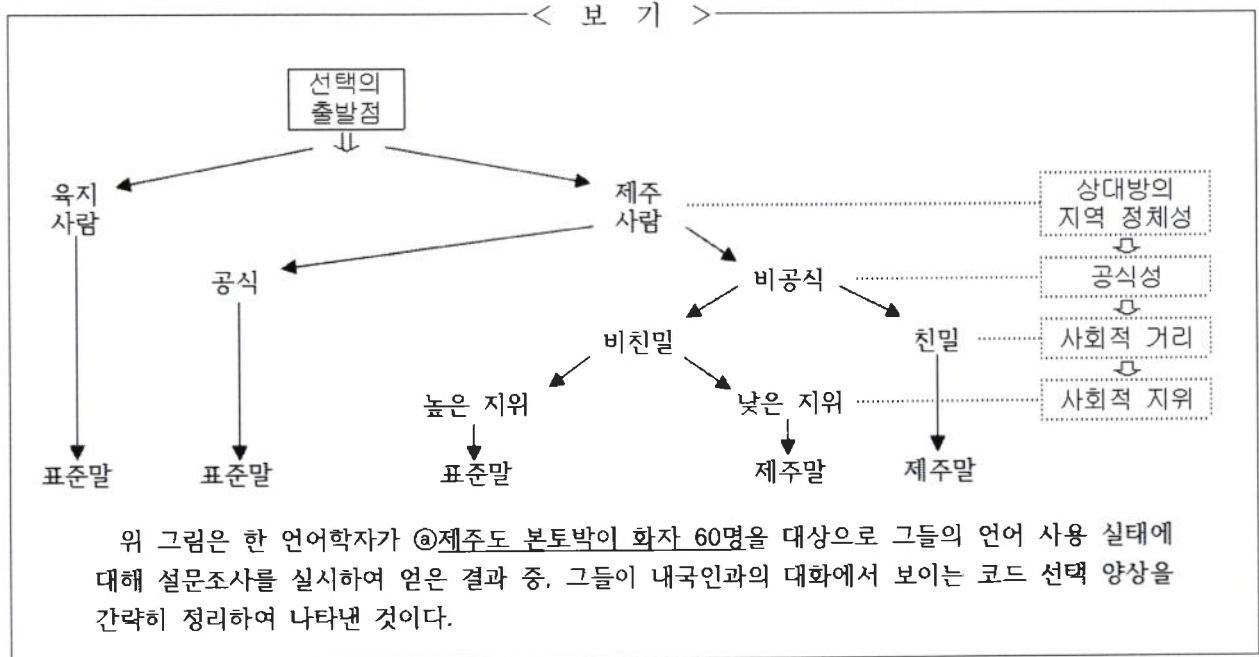 < 보 기 >
선택의
출발점
육지
사람
제주
사람
상대방의
지역 정체성
공식
비공식
공식성
비친밀
친밀
사회적 거리
높은 지위
낮은 지위
사회적 지위
표준말
표준말
표준말
제주말
제주말
위 그림은 한 언어학자가 ⓐ제주도 본토박이 화자 60명을 대상으로 그들의 언어 사용 실태에
대해 설문조사를 실시하여 얻은 결과 중, 그들이 내국인과의 대화에서 보이는 코드 선택 양상을
간략히 정리하여 나타낸 것이다.